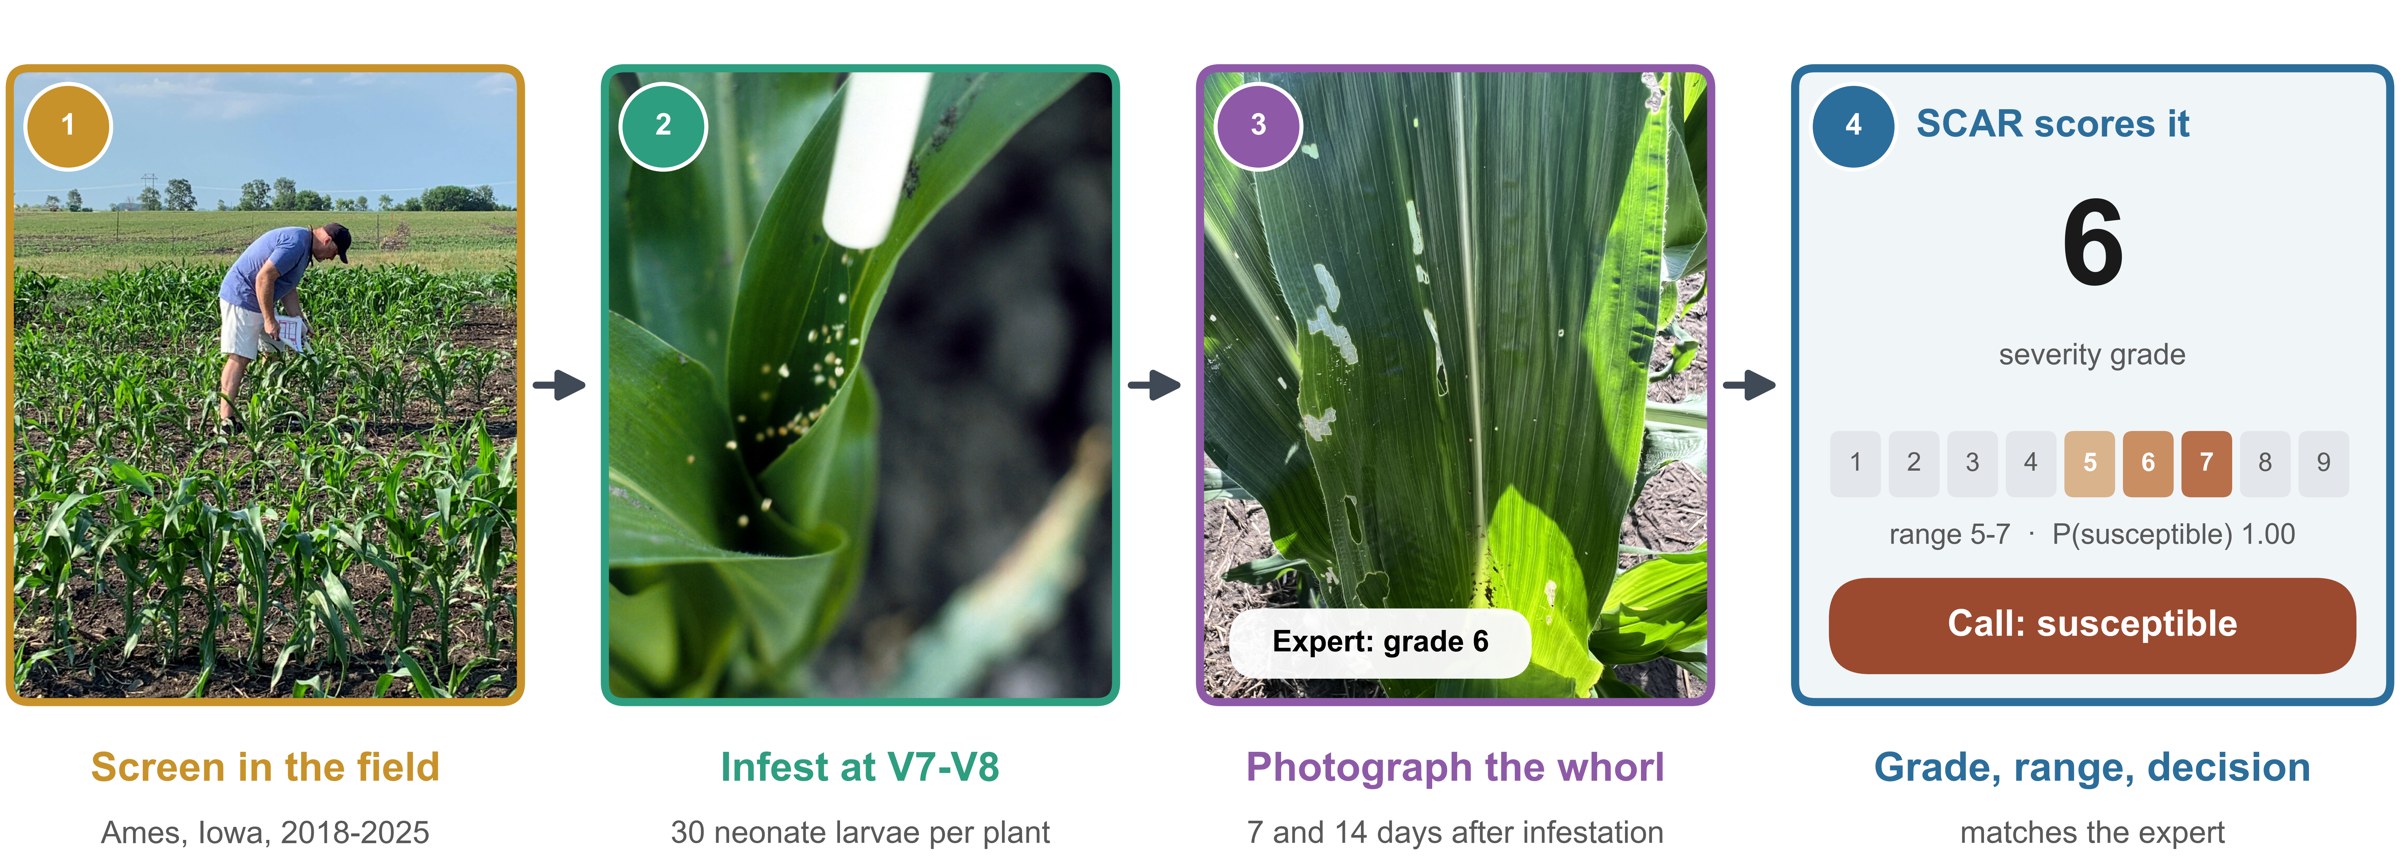 1
Screen in the field
Ames, Iowa, 2018-2025
2
Infest at V7-V8
30 neonate larvae per plant
3
Expert: grade 6
Photograph the whorl
7 and 14 days after infestation
4
SCAR scores it
6
severity grade
1 2 3 4 5 6 7 8 9
range 5-7 · P(susceptible) 1.00
Call: susceptible
Grade, range, decision
matches the expert